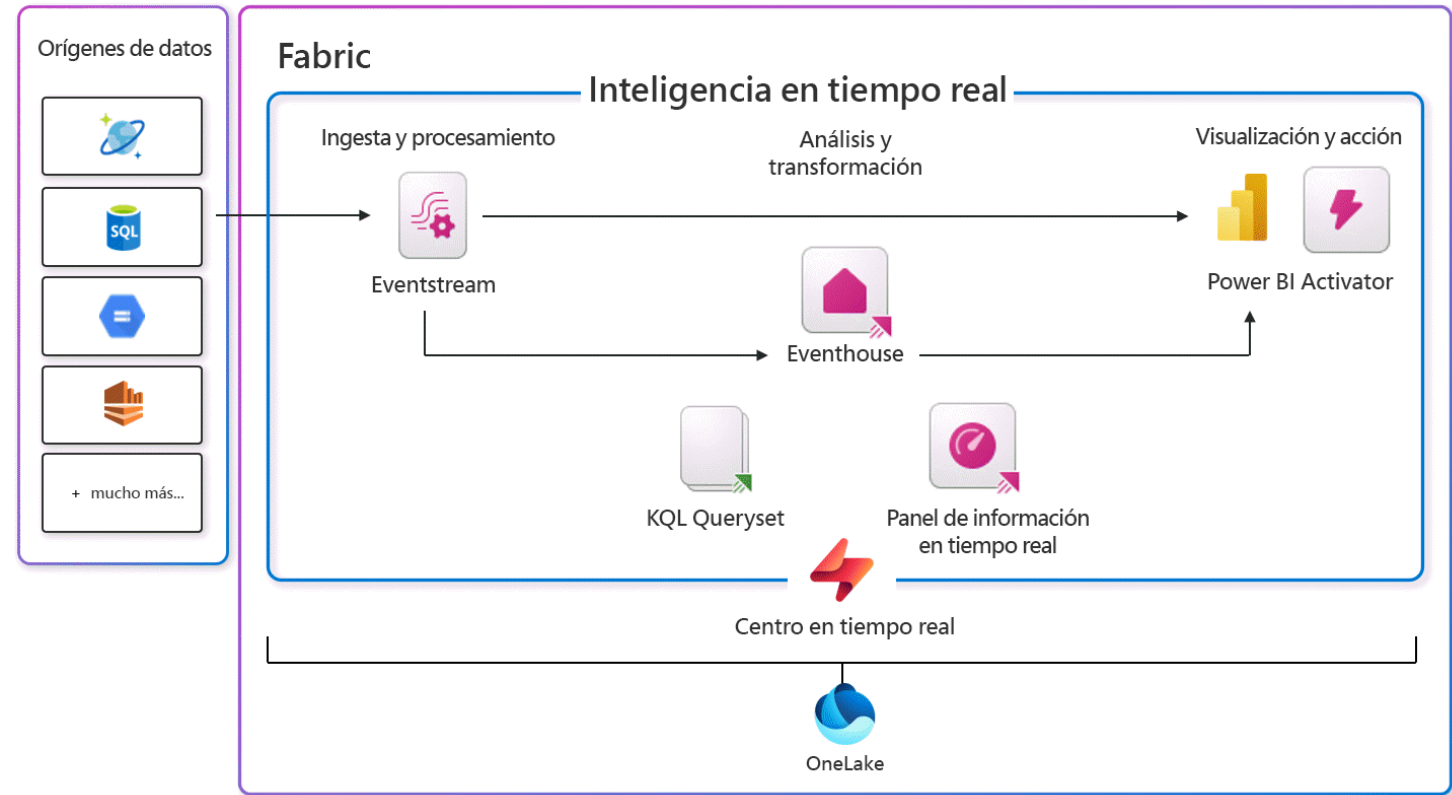 Orígenes de datos
SQL
+ mucho más...
Fabric
Inteligencia en tiempo real
Ingesta y procesamiento
Análisis y
transformación
Visualización y acción
Eventstream
Power BI Activator
Eventhouse
KQL Queryset
Panel de información
en tiempo real
Centro en tiempo real
OneLake